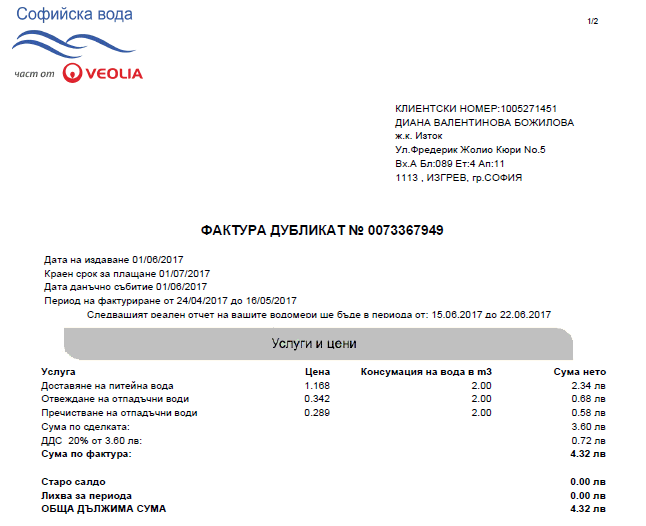 Софийска вода
1/2
част от VEOLIA
КЛИЕНТСКИ НОМЕР:1005271451
ДИАНА ВАЛЕНТИНОВА БОЖИЛОВА
ж.к. Изток
Ул.Фредерик Жолио Кюри No.5
Вх.А Бл:089 Ет:4 Ап:11
1113 , ИЗГРЕВ, гр.СОФИЯ
ФАКТУРА ДУБЛИКАТ № 0073367949
Дата на издаване 01/06/2017
Краен срок за плащане 01/07/2017
Дата данъчно събитие 01/06/2017
Период на фактуриране от 24/04/2017 до 16/05/2017
Следващият реален отчет на вашите водомери ще бъде в периода от: 15.06.2017 до 22.06.2017
Услуги и цени
Услуга Цена Консумация на вода в m3 Сума нето
Доставяне на питейна вода 1.168 2.00 2.34 лв
Отвеждане на отпадъчни води 0.342 2.00 0.68 лв
Пречистване на отпадъчни води 0.289 2.00 0.58 лв
Сума по сделката: 3.60 лв
ДДС 20% от 3.60 лв: 0.72 лв
Сума по фактура: 4.32 лв
Старо салдо 0.00 лв
Лихва за периода 0.00 лв
ОБЩА ДЪЛЖИМА СУМА 4.32 лв